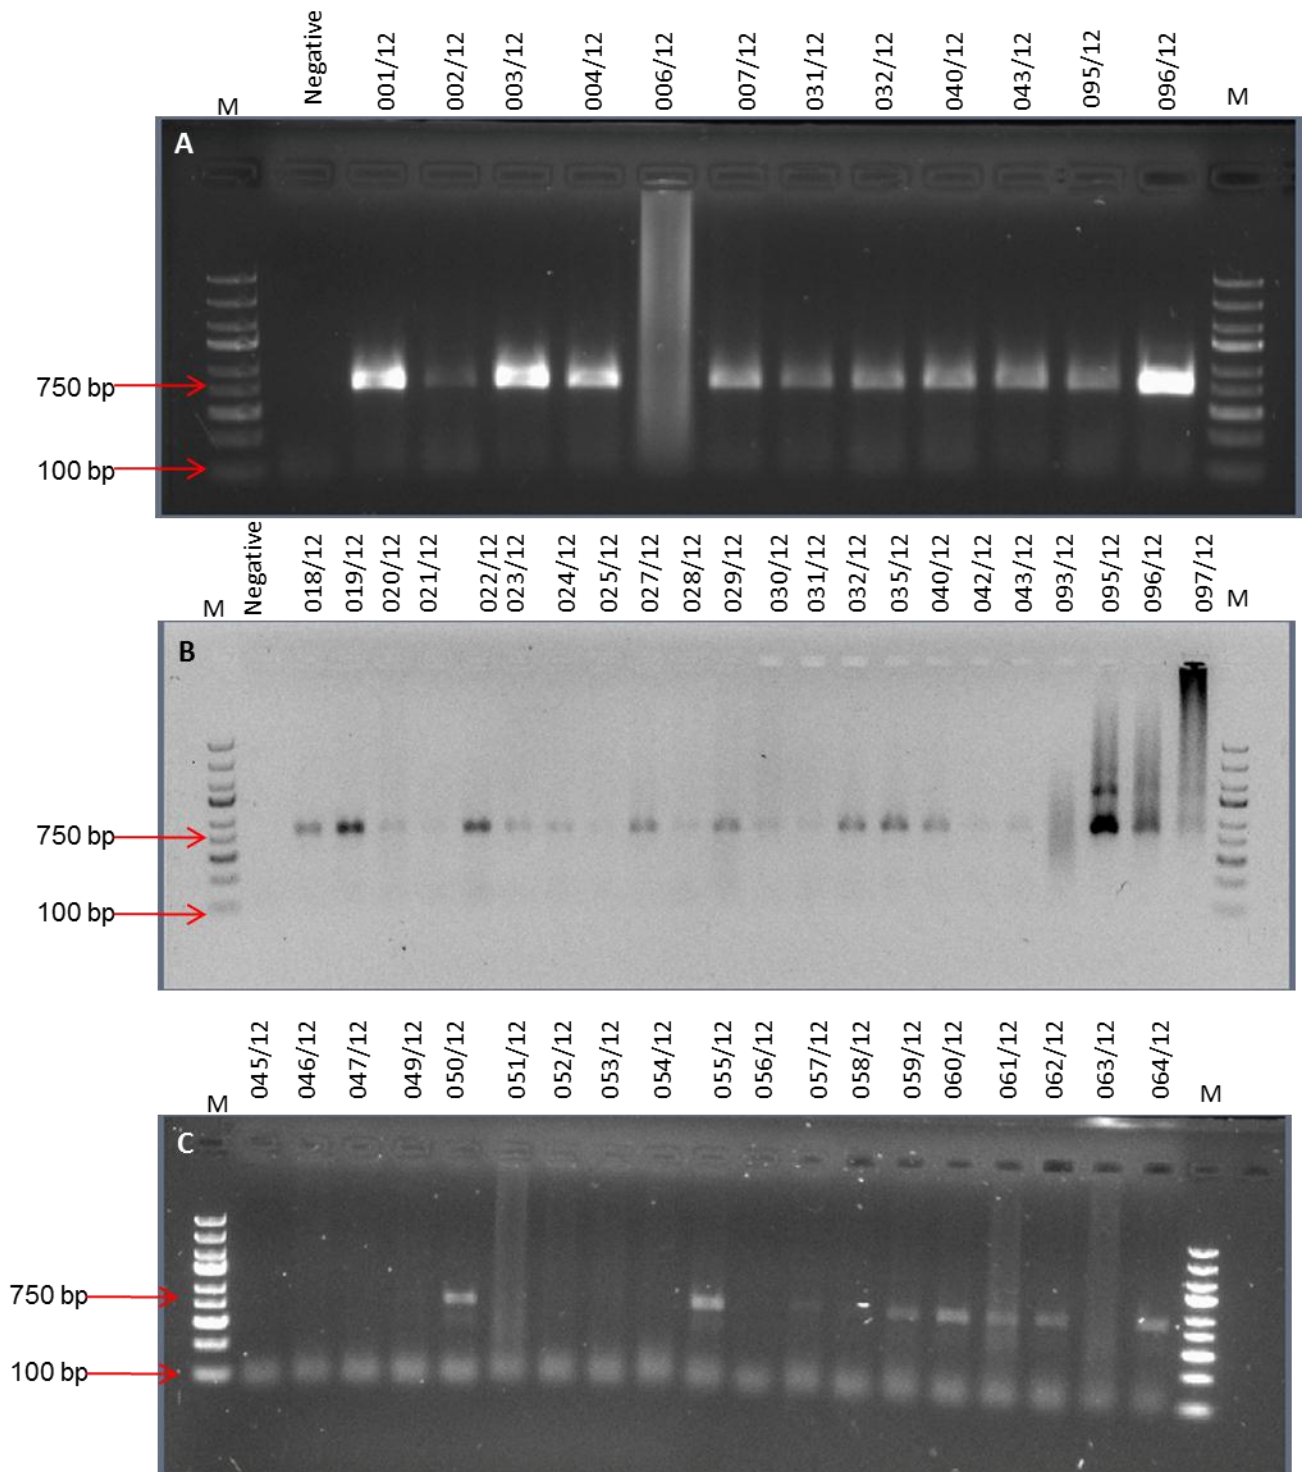 M Negative 001/12 002/12 003/12 004/12 006/12 007/12 031/12 032/12 040/12 043/12 095/12 096/12 M
A
750 bp
100 bp
M Negative 018/12 019/12 020/12 021/12 022/12 023/12 024/12 025/12 027/12 028/12 029/12 030/12 031/12 032/12 035/12 040/12 042/12 043/12 093/12 095/12 096/12 097/12 M
B
750 bp
100 bp
M 045/12 046/12 047/12 049/12 050/12 051/12 052/12 053/12 054/12 055/12 056/12 057/12 058/12 059/12 060/12 061/12 062/12 063/12 064/12 M
C
750 bp
100 bp